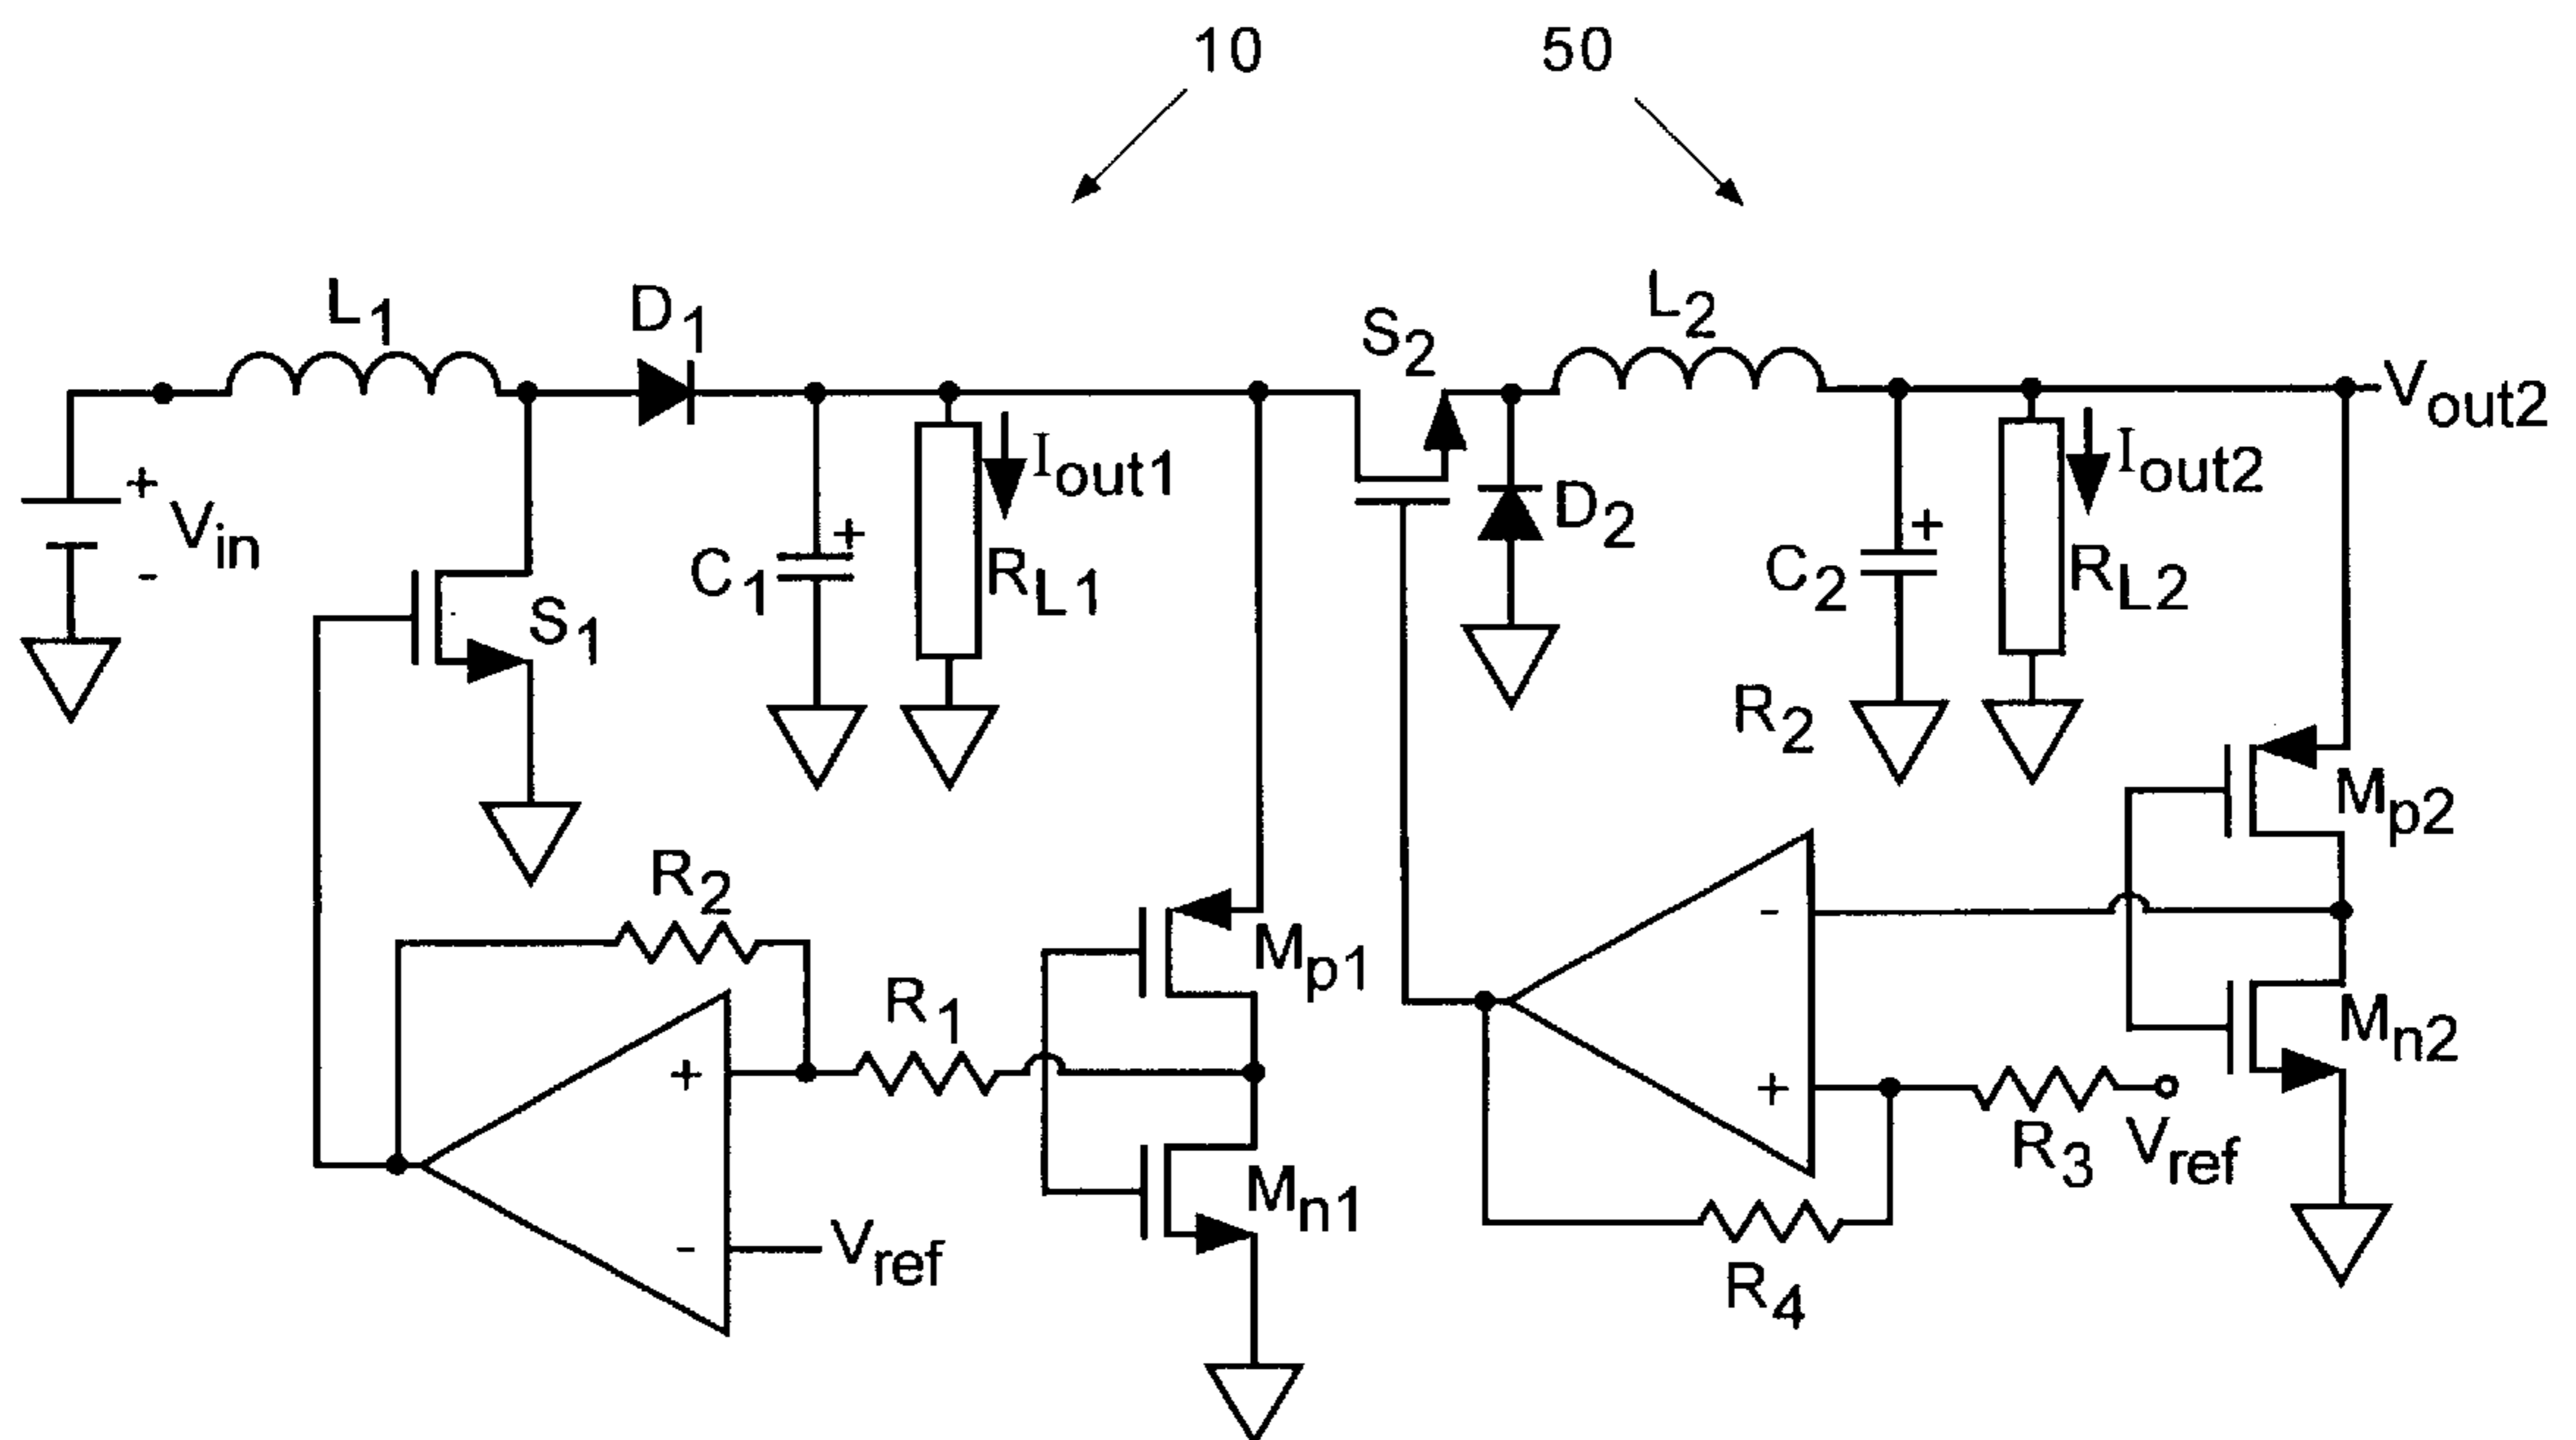 10
50
L1
D1
S2
L2
Vout2
+
Vin
-
S1
C1
+
RL1
Iout1
D2
C2
+
RL2
Iout2
R2
Mp2
R2
R1
Mp1
-
+
Mn2
R3
Vref
+
-
Vref
Mn1
R4